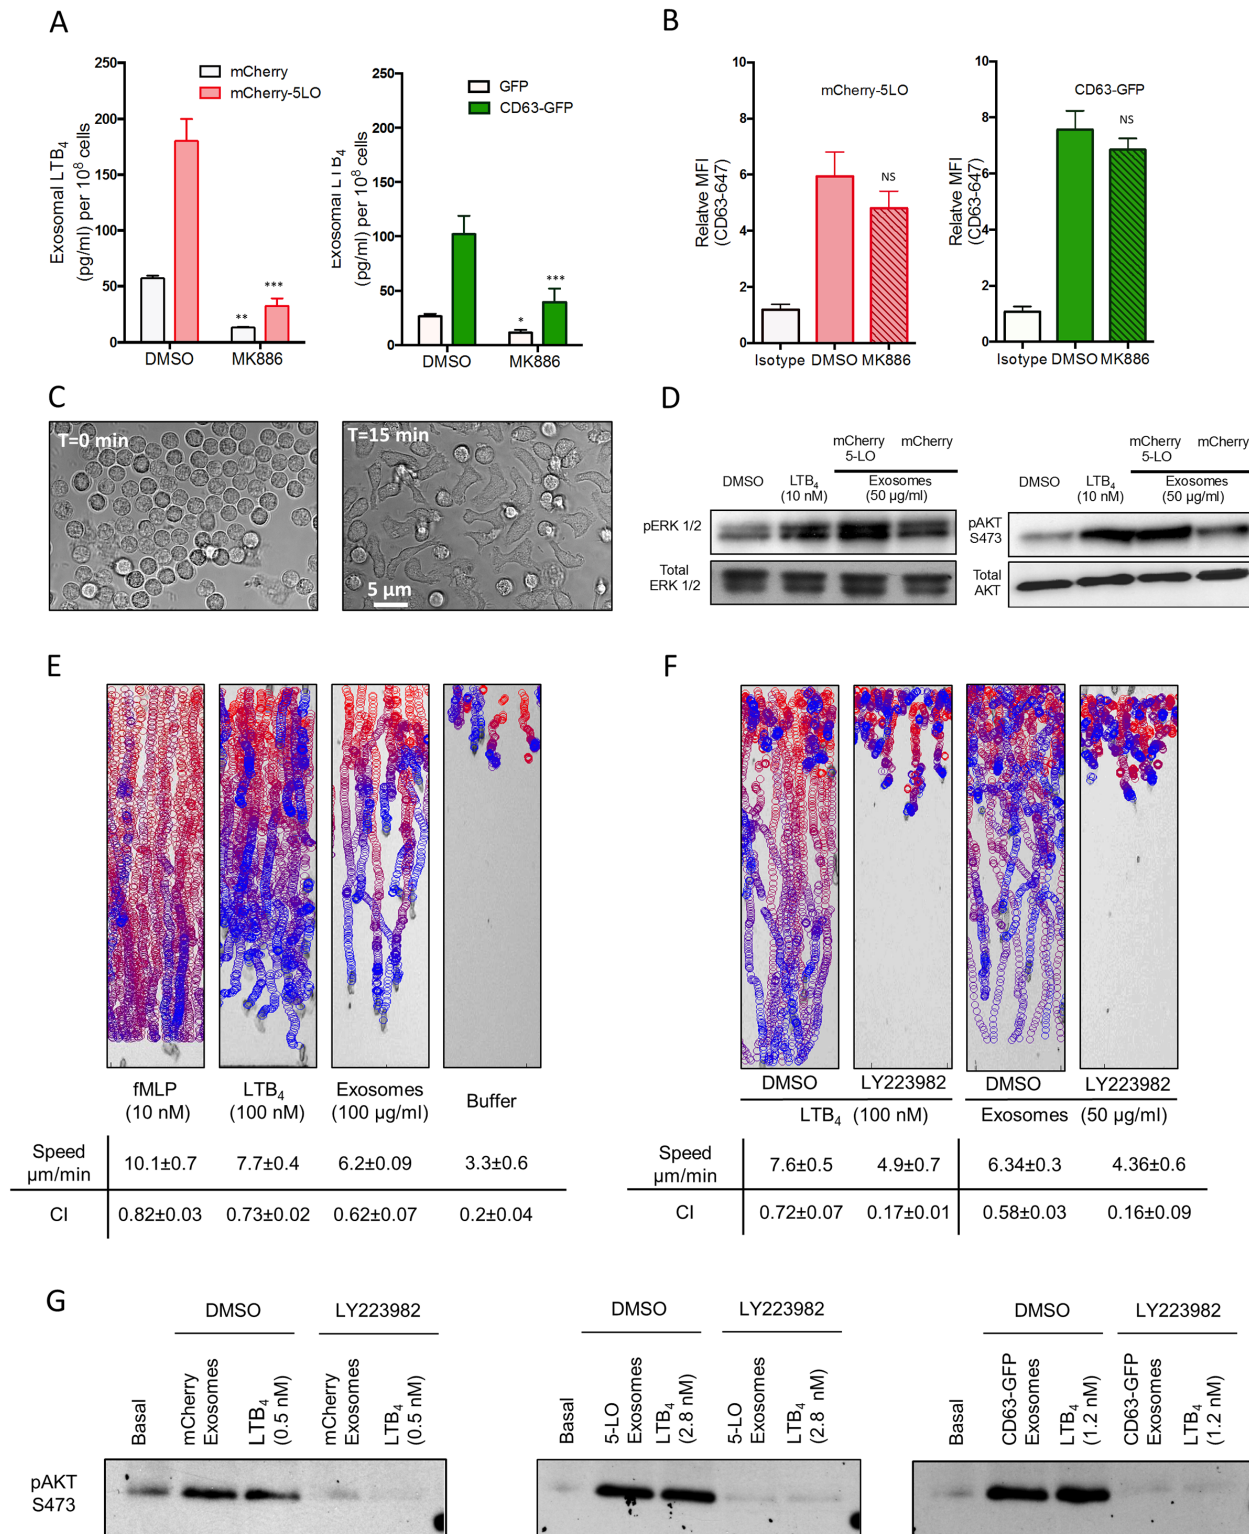 A
250
200
150
100
50
0
Exosomal LTB4
(pg/ml) per 10^8 cells
mCherry
mCherry-5LO
**
***
DMSO
MK886
250
200
150
100
50
0
Exosomal LTB4
(pg/ml) per 10^8 cells
GFP
CD63-GFP
*
***
DMSO
MK886
B
10
8
6
4
2
0
Relatve MFI
(CD63-647)
mCherry-5LO
NS
Isotype DMSO MK886
10
8
6
4
2
0
Relatve MFI
(CD63-647)
CD63-GFP
NS
Isotype DMSO MK886
C
T=0 min
T=15 min
5 µm
D
mCherry
5-LO
mCherry
DMSO
LTB4
(10 nM)
Exosomes
(50 µg/ml)
pERK 1/2
Total
ERK 1/2
mCherry
5-LO
mCherry
DMSO
LTB4
(10 nM)
Exosomes
(50 µg/ml)
pAKT
S473
Total
AKT
E
fMLP
(10 nM)
LTB4
(100 nM)
Exosomes
(100 µg/ml)
Buffer
Speed
µm/min
10.1±0.7
7.7±0.4
6.2±0.09
3.3±0.6
CI
0.82±0.03
0.73±0.02
0.62±0.07
0.2±0.04
F
DMSO
LY223982
DMSO
LY223982
LTB4 (100 nM)
Exosomes (50 µg/ml)
Speed
µm/min
7.6±0.5
4.9±0.7
6.34±0.3
4.36±0.6
CI
0.72±0.07
0.17±0.01
0.58±0.03
0.16±0.09
G
DMSO
LY223982
Basal
mCherry
Exosomes
LTB4
(0.5 nM)
mCherry
Exosomes
LTB4
(0.5 nM)
pAKT
S473
DMSO
LY223982
Basal
5-LO
Exosomes
LTB4
(2.8 nM)
5-LO
Exosomes
LTB4
(2.8 nM)
DMSO
LY223982
Basal
CD63-GFP
Exosomes
LTB4
(1.2 nM)
CD63-GFP
Exosomes
LTB4
(1.2 nM)